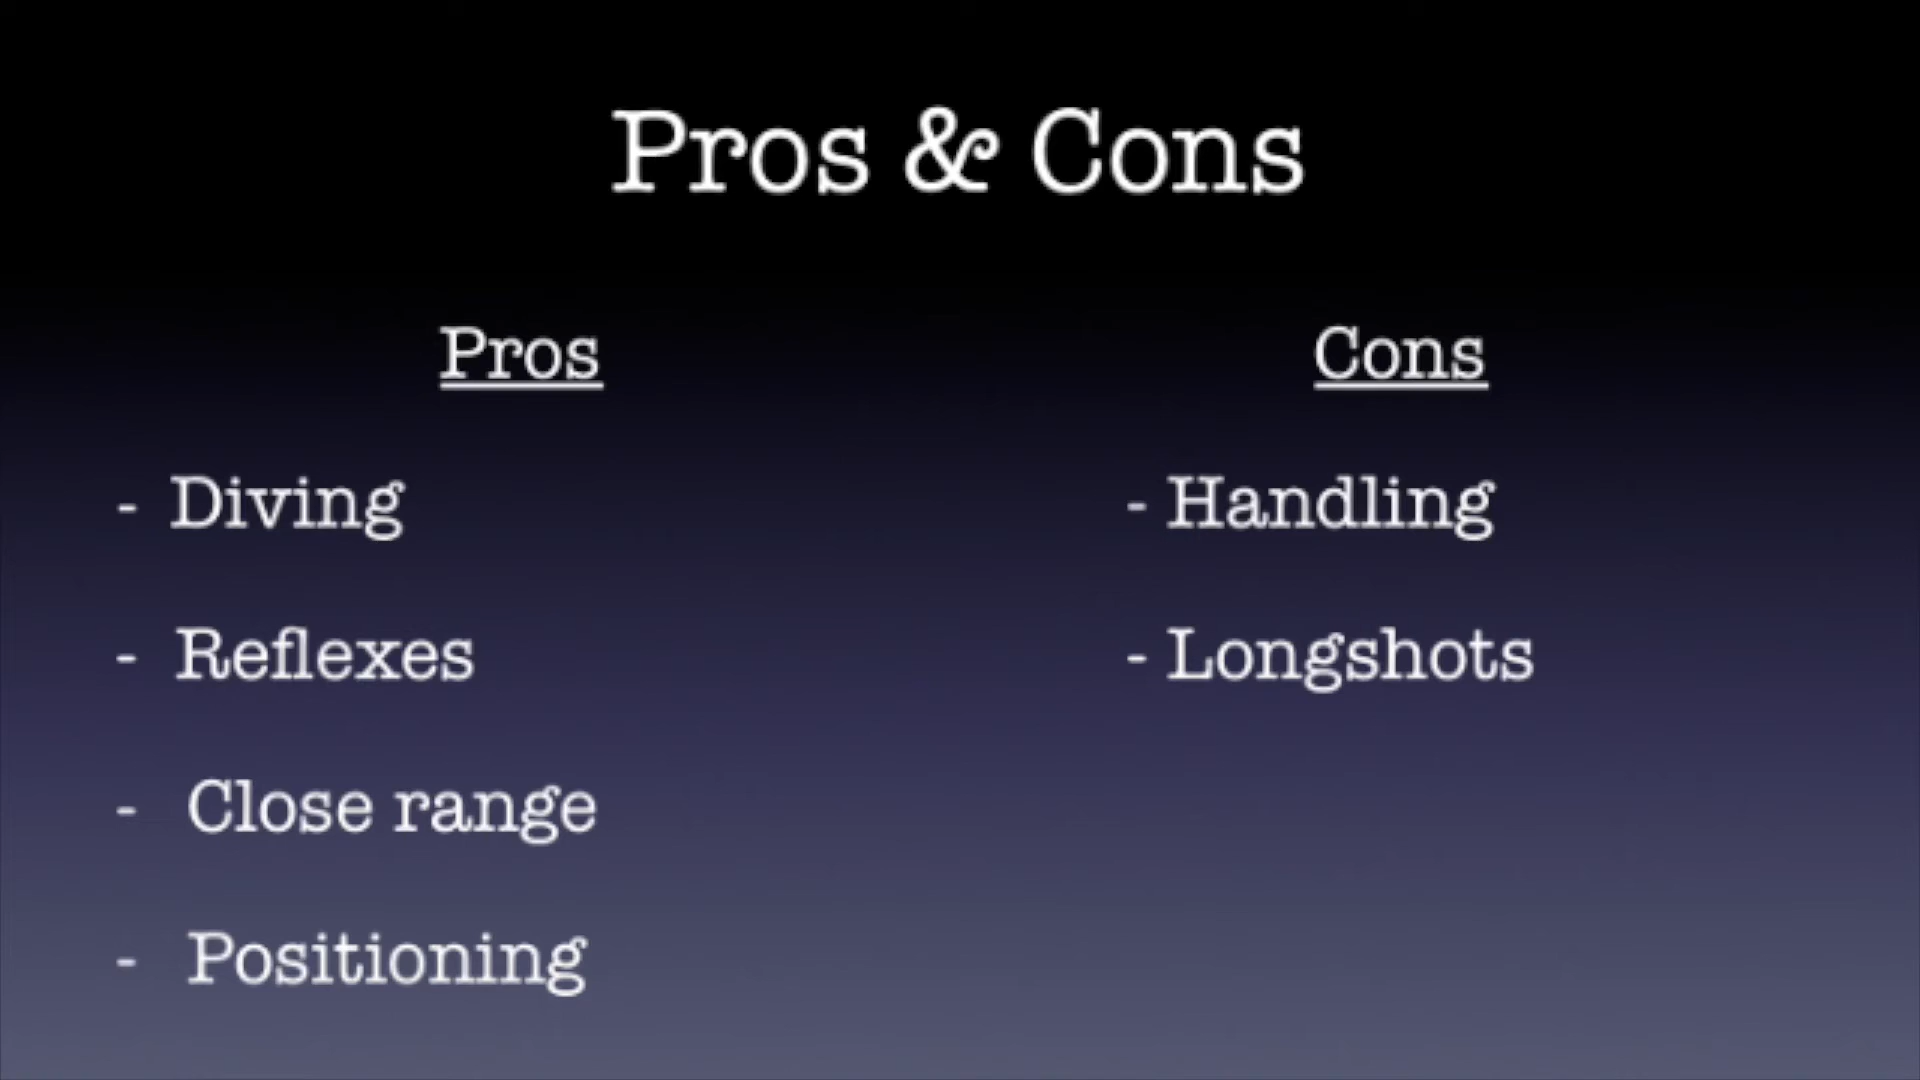 Pros & Cons
Pros
- Diving
- Reflexes
- Close range
- Positioning
Cons
- Handling
- Longshots